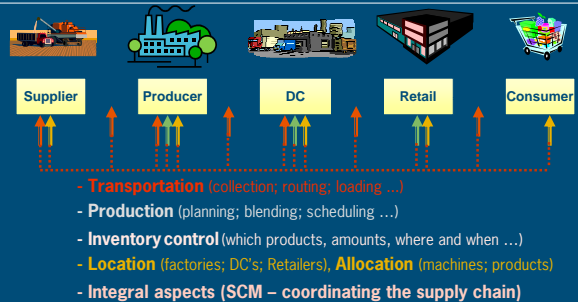 Supplier Producer DC Retail Consumer
- Transportation (collection; routing; loading ...)
- Production (planning; blending; scheduling ...)
- Inventory control (which products, amounts, where and when ...)
- Location (factories; DC's; Retailers), Allocation (machines; products)
- Integral aspects (SCM – coordinating the supply chain)